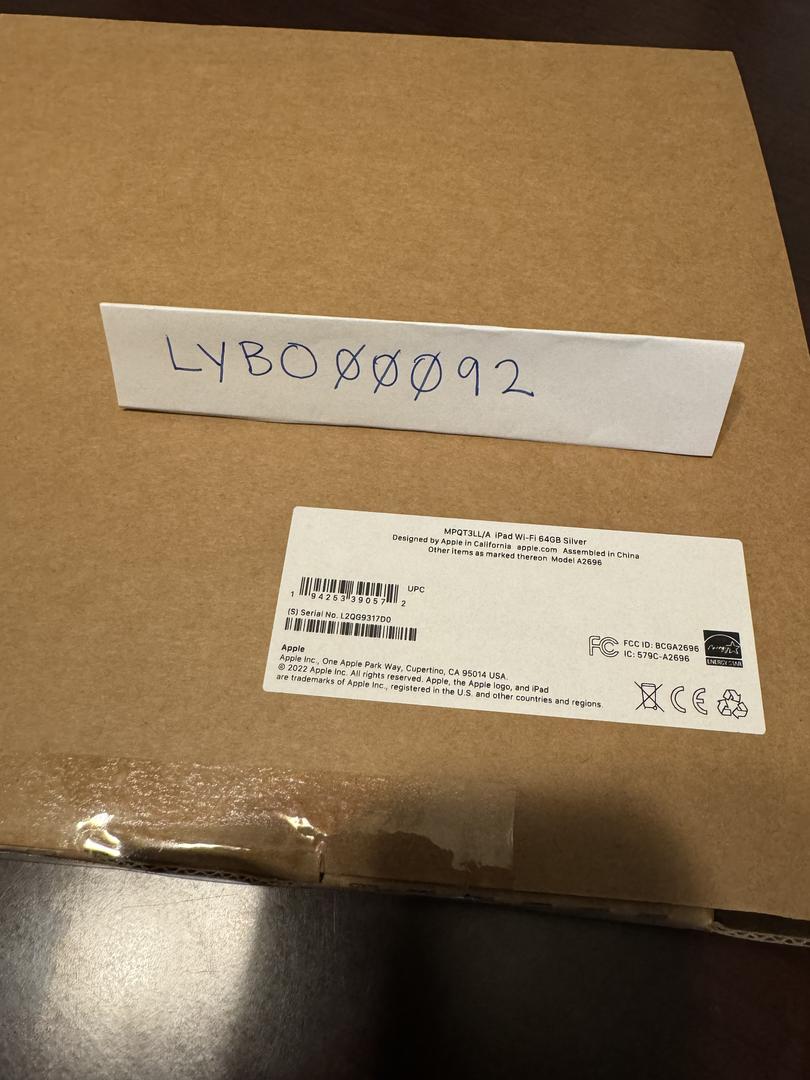 LYBOØØØ92
MPQT3LL/A iPad Wi-Fi 64GB Silver
Designed by Apple in California apple.com Assembled in China
Other items as marked thereon Model A2696
UPC
1 94253 39057 2
(S) Serial No. L2QG9317D0
Apple
Apple Inc., One Apple Park Way, Cupertino, CA 95014 USA.
© 2022 Apple Inc. All rights reserved. Apple, the Apple logo, and iPad
are trademarks of Apple Inc., registered in the U.S. and other countries and regions.
FC FCC ID: BCGA2696
IC: 579C-A2696
energy
ENERGY STAR
CE